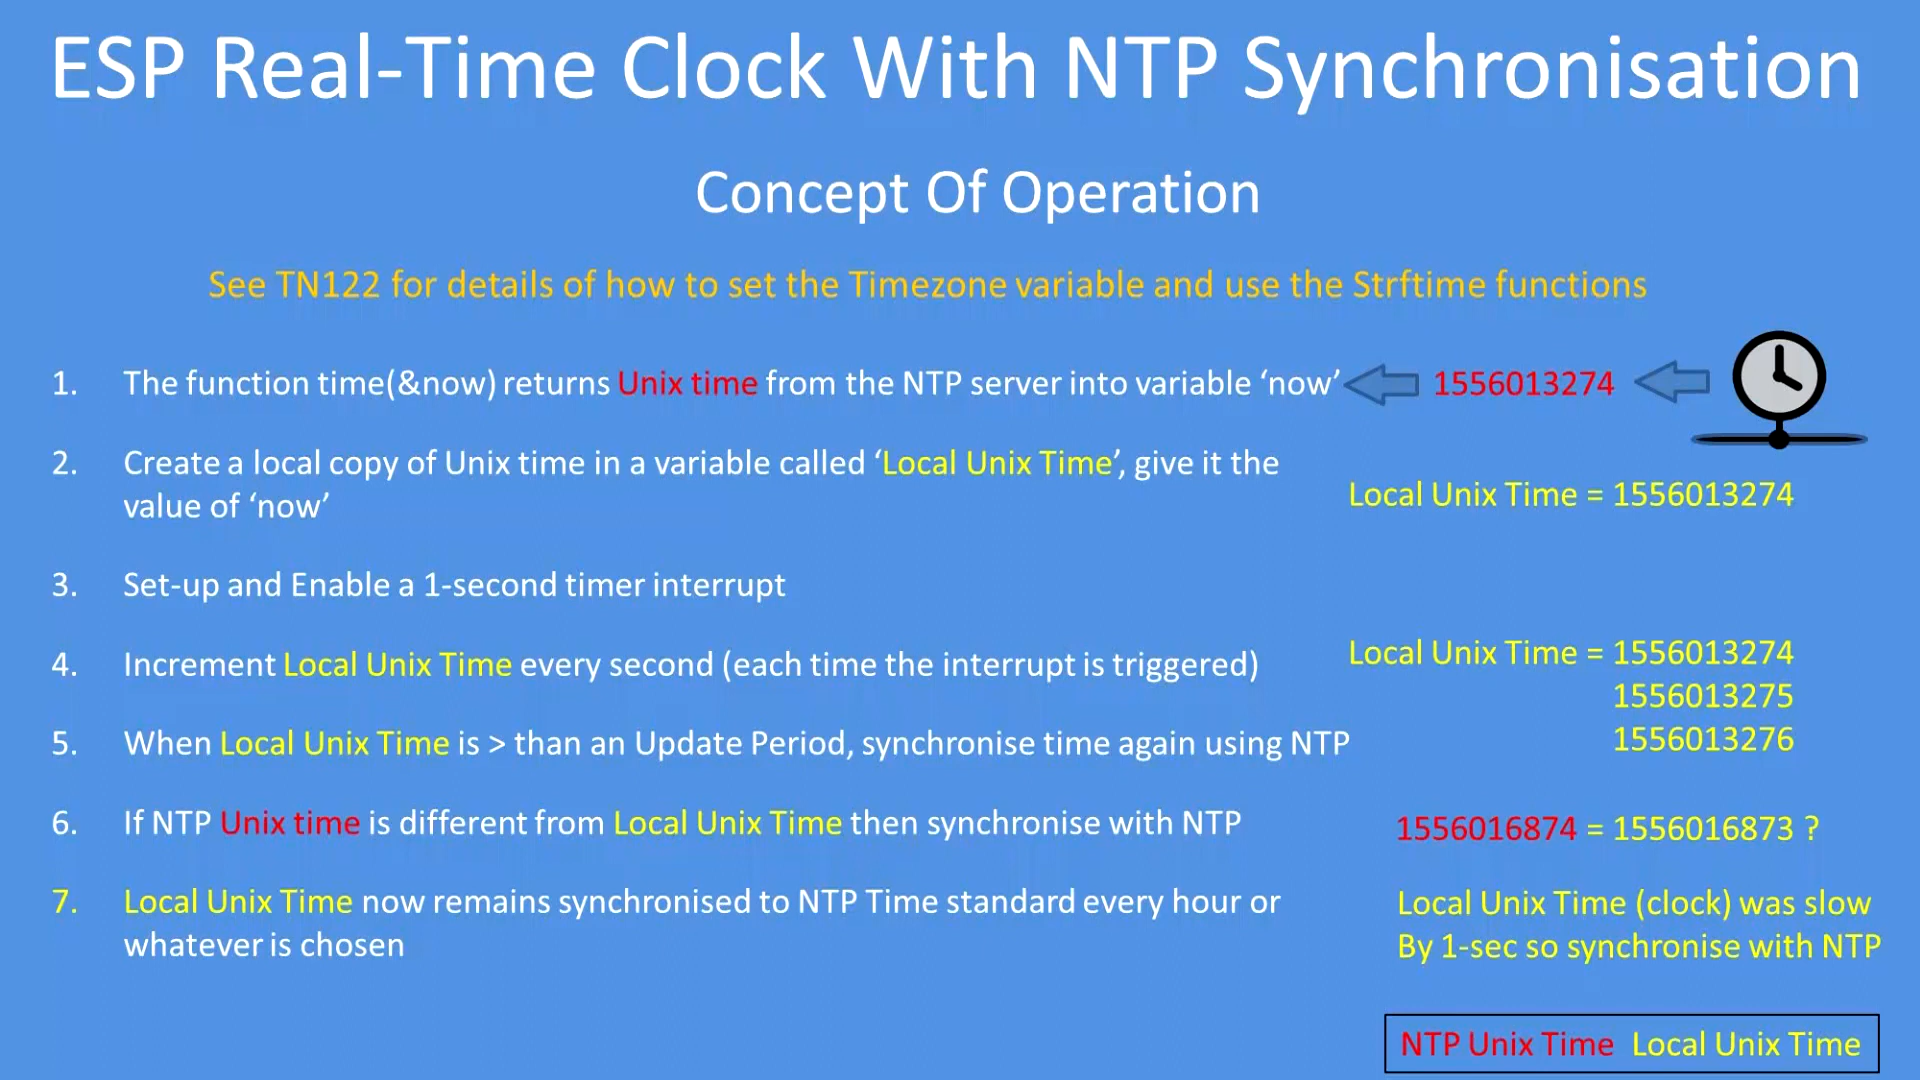 ESP Real-Time Clock With NTP Synchronisation
Concept Of Operation
See TN122 for details of how to set the Timezone variable and use the Strftime functions
1. The function time(&now) returns Unix time from the NTP server into variable ‘now’ 1556013274
2. Create a local copy of Unix time in a variable called ‘Local Unix Time’, give it the
value of ‘now’
Local Unix Time = 1556013274
3. Set-up and Enable a 1-second timer interrupt
4. Increment Local Unix Time every second (each time the interrupt is triggered)
Local Unix Time = 1556013274
1556013275
1556013276
5. When Local Unix Time is > than an Update Period, synchronise time again using NTP
6. If NTP Unix time is different from Local Unix Time then synchronise with NTP
1556016874 = 1556016873 ?
7. Local Unix Time now remains synchronised to NTP Time standard every hour or
whatever is chosen
Local Unix Time (clock) was slow
By 1-sec so synchronise with NTP
NTP Unix Time Local Unix Time